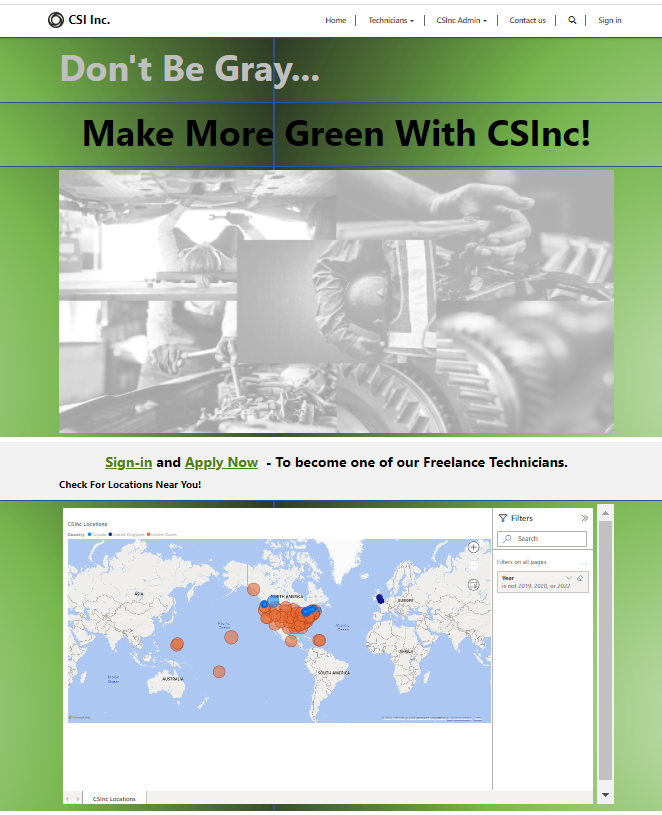 CSI Inc.
Home Technicians CSInc Admin Contact us Sign in
Don't Be Gray...
Make More Green With CSInc!
Sign-in and Apply Now - To become one of our Freelance Technicians.
Check For Locations Near You!
CSInc Locations
Country Canada United Kingdom United States
Filters
Search
Filters on all pages
Year
is not 2019, 2020, or 2022
ASIA
NORTH AMERICA
EUROPE
Pacific
Ocean
Atlantic
Ocean
AFRICA
Indian
Ocean
AUSTRALIA
SOUTH AMERICA
CSInc Locations